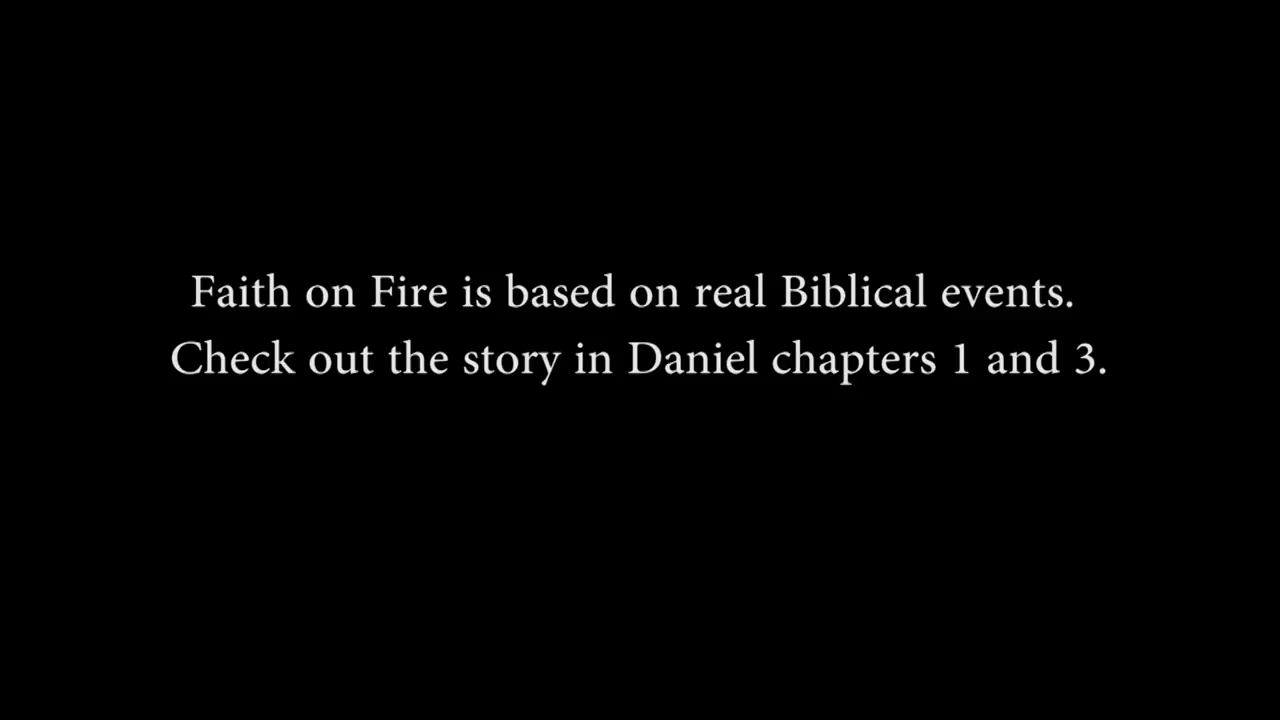 Faith on Fire is based on real Biblical events.
Check out the story in Daniel chapters 1 and 3.